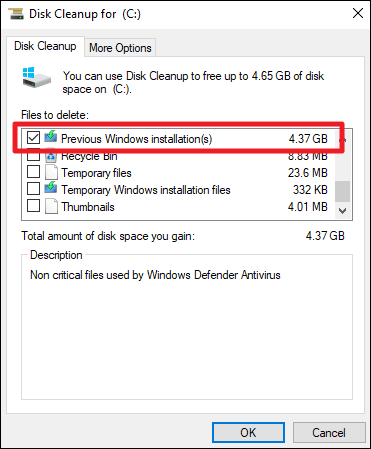 Disk Cleanup for (C:)
Disk Cleanup
More Options
You can use Disk Cleanup to free up to 4.65 GB of disk
space on (C:).
Files to delete:
Previous Windows installation(s) 4.37 GB
Recycle Bin 8.83 MB
Temporary files 23.6 MB
Temporary Windows installation files 332 KB
Thumbnails 4.01 MB
Total amount of disk space you gain: 4.37 GB
Description
Non critical files used by Windows Defender Antivirus
OK
Cancel